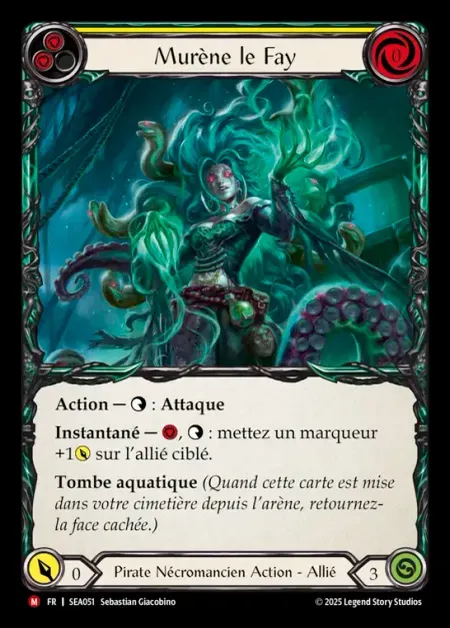 Murène le Fay
0
Action — : Attaque
Instantané — , : mettez un marqueur
+1 sur l'allié ciblé.
Tombe aquatique (Quand cette carte est mise
dans votre cimetière depuis l'arène, retournez-
la face cachée.)
0 Pirate Nécromancien Action - Allié 3
M FR | SEA051 Sebastian Giacobino © 2025 Legend Story Studios